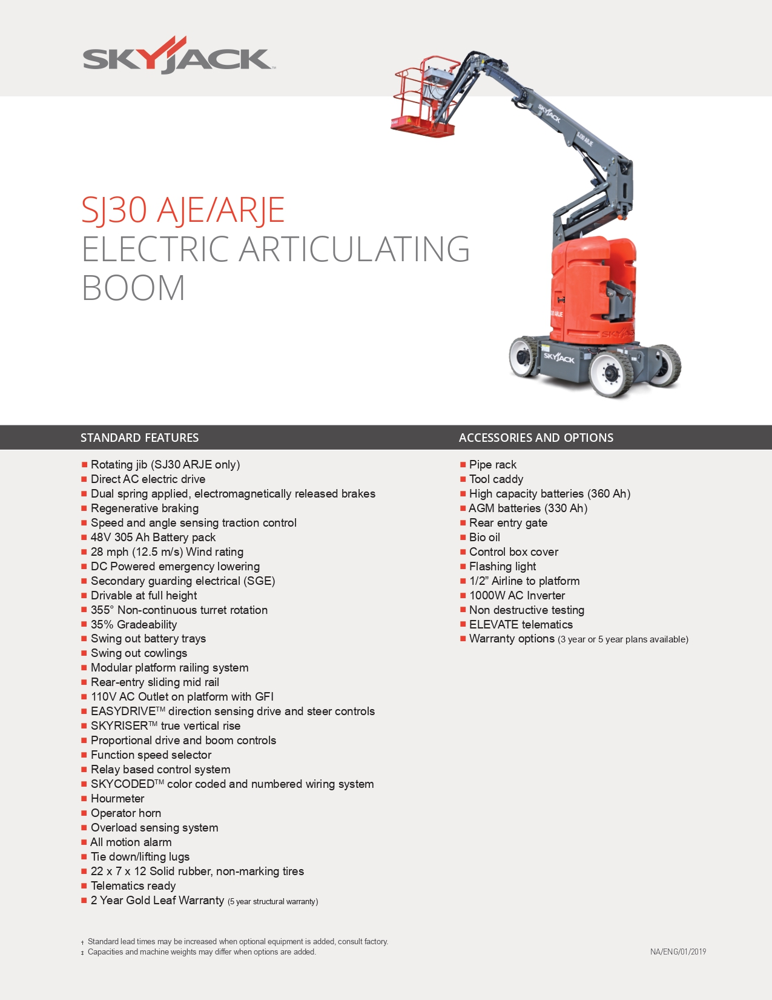 SKYJACK™
SKYJACK
SJ30 ARJE
SJ30 AJE/ARJE
ELECTRIC ARTICULATING
BOOM
30 ARJE
SKYJACK
SKYJACK
STANDARD FEATURES
■ Rotating jib (SJ30 ARJE only)
■ Direct AC electric drive
■ Dual spring applied, electromagnetically released brakes
■ Regenerative braking
■ Speed and angle sensing traction control
■ 48V 305 Ah Battery pack
■ 28 mph (12.5 m/s) Wind rating
■ DC Powered emergency lowering
■ Secondary guarding electrical (SGE)
■ Drivable at full height
■ 355° Non-continuous turret rotation
■ 35% Gradeability
■ Swing out battery trays
■ Swing out cowlings
■ Modular platform railing system
■ Rear-entry sliding mid rail
■ 110V AC Outlet on platform with GFI
■ EASYDRIVE™ direction sensing drive and steer controls
■ SKYRISER™ true vertical rise
■ Proportional drive and boom controls
■ Function speed selector
■ Relay based control system
■ SKYCODED™ color coded and numbered wiring system
■ Hourmeter
■ Operator horn
■ Overload sensing system
■ All motion alarm
■ Tie down/lifting lugs
■ 22 x 7 x 12 Solid rubber, non-marking tires
■ Telematics ready
■ 2 Year Gold Leaf Warranty (5 year structural warranty)
ACCESSORIES AND OPTIONS
■ Pipe rack
■ Tool caddy
■ High capacity batteries (360 Ah)
■ AGM batteries (330 Ah)
■ Rear entry gate
■ Bio oil
■ Control box cover
■ Flashing light
■ 1/2” Airline to platform
■ 1000W AC Inverter
■ Non destructive testing
■ ELEVATE telematics
■ Warranty options (3 year or 5 year plans available)
† Standard lead times may be increased when optional equipment is added, consult factory.
‡ Capacities and machine weights may differ when options are added.
NA/ENG/01/2019